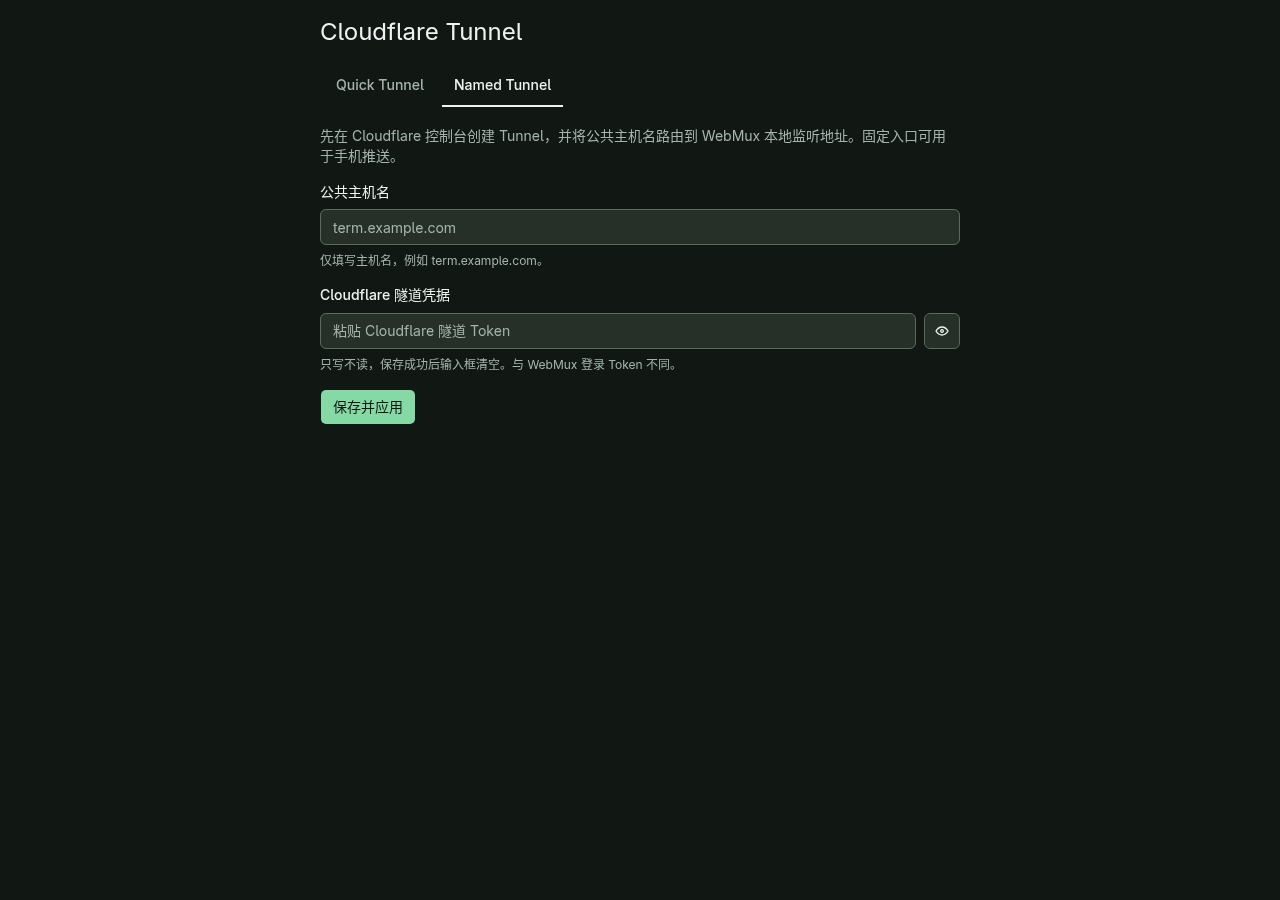 Cloudflare Tunnel
Quick Tunnel
Named Tunnel
先在 Cloudflare 控制台创建 Tunnel，并将公共主机名路由到 WebMux 本地监听地址。固定入口可用
于手机推送。
公共主机名
term.example.com
仅填写主机名，例如 term.example.com。
Cloudflare 隧道凭据
粘贴 Cloudflare 隧道 Token
只写不读，保存成功后输入框清空。与 WebMux 登录 Token 不同。
保存并应用